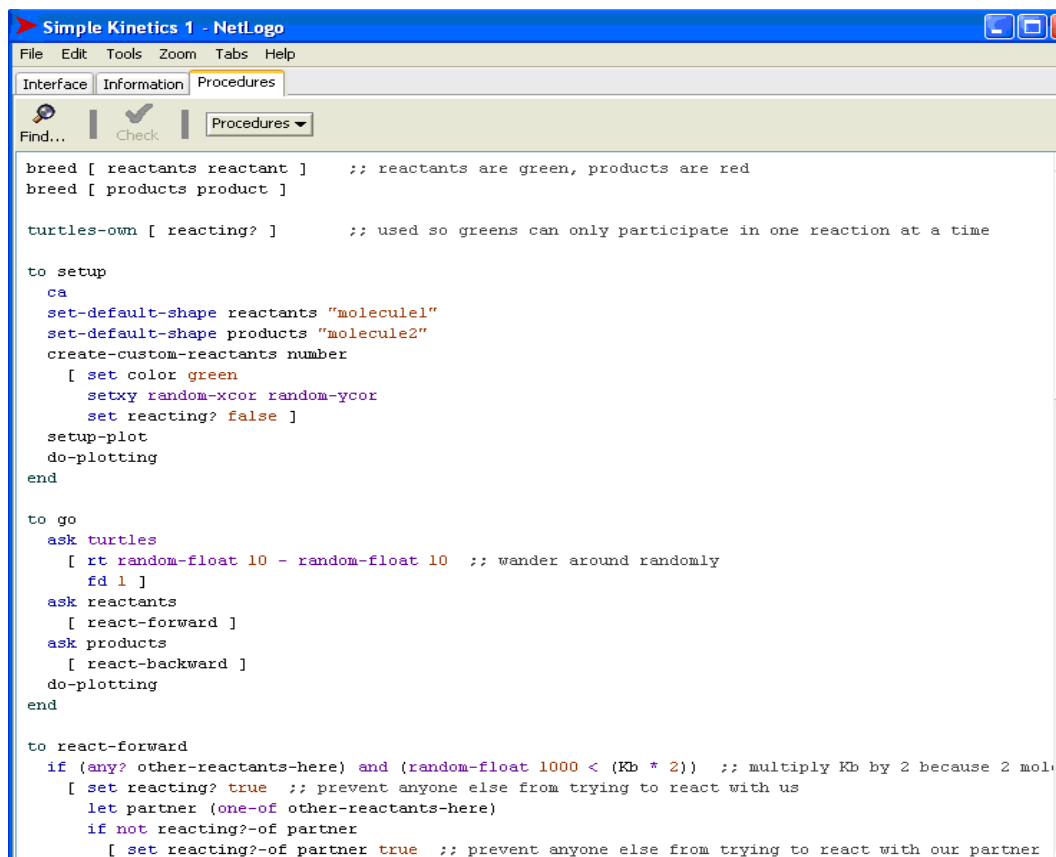 Simple Kinetics 1 - NetLogo
File Edit Tools Zoom Tabs Help
Interface Information Procedures
Find... Check Procedures
breed [ reactants reactant ] ;; reactants are green, products are red
breed [ products product ]
turtles-own [ reacting? ] ;; used so greens can only participate in one reaction at a time
to setup
ca
set-default-shape reactants "molecule1"
set-default-shape products "molecule2"
create-custom-reactants number
[ set color green
setxy random-xcor random-ycor
set reacting? false ]
setup-plot
do-plotting
end
to go
ask turtles
[ rt random-float 10 - random-float 10 ;; wander around randomly
fd 1 ]
ask reactants
[ react-forward ]
ask products
[ react-backward ]
do-plotting
end
to react-forward
if (any? other-reactants-here) and (random-float 1000 < (Kb * 2)) ;; multiply Kb by 2 because 2 mol
[ set reacting? true ;; prevent anyone else from trying to react with us
let partner (one-of other-reactants-here)
if not reacting?-of partner
[ set reacting?-of partner true ;; prevent anyone else from trying to react with our partner